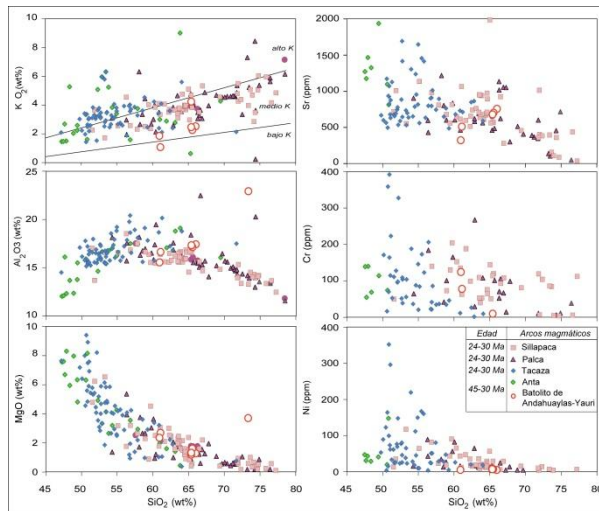 10
8
6
4
2
0
K O₂(wt%)
alto K
medio K
bajo K
2000
1500
1000
500
0
Sr (ppm)
25
20
15
10
Al₂O3 (wt%)
400
300
200
100
0
Cr (ppm)
10
8
6
4
2
0
MgO (wt%)
45 50 55 60 65 70 75 80
SiO₂ (wt%)
400
300
200
100
0
Ni (ppm)
45 50 55 60 65 70 75 80
SiO₂ (wt%)
Edad Arcos magmáticos
24-30 Ma Sillapaca
24-30 Ma Palca
24-30 Ma Tacaza
Anta
45-30 Ma Batolito de
Andahuaylas-Yauri